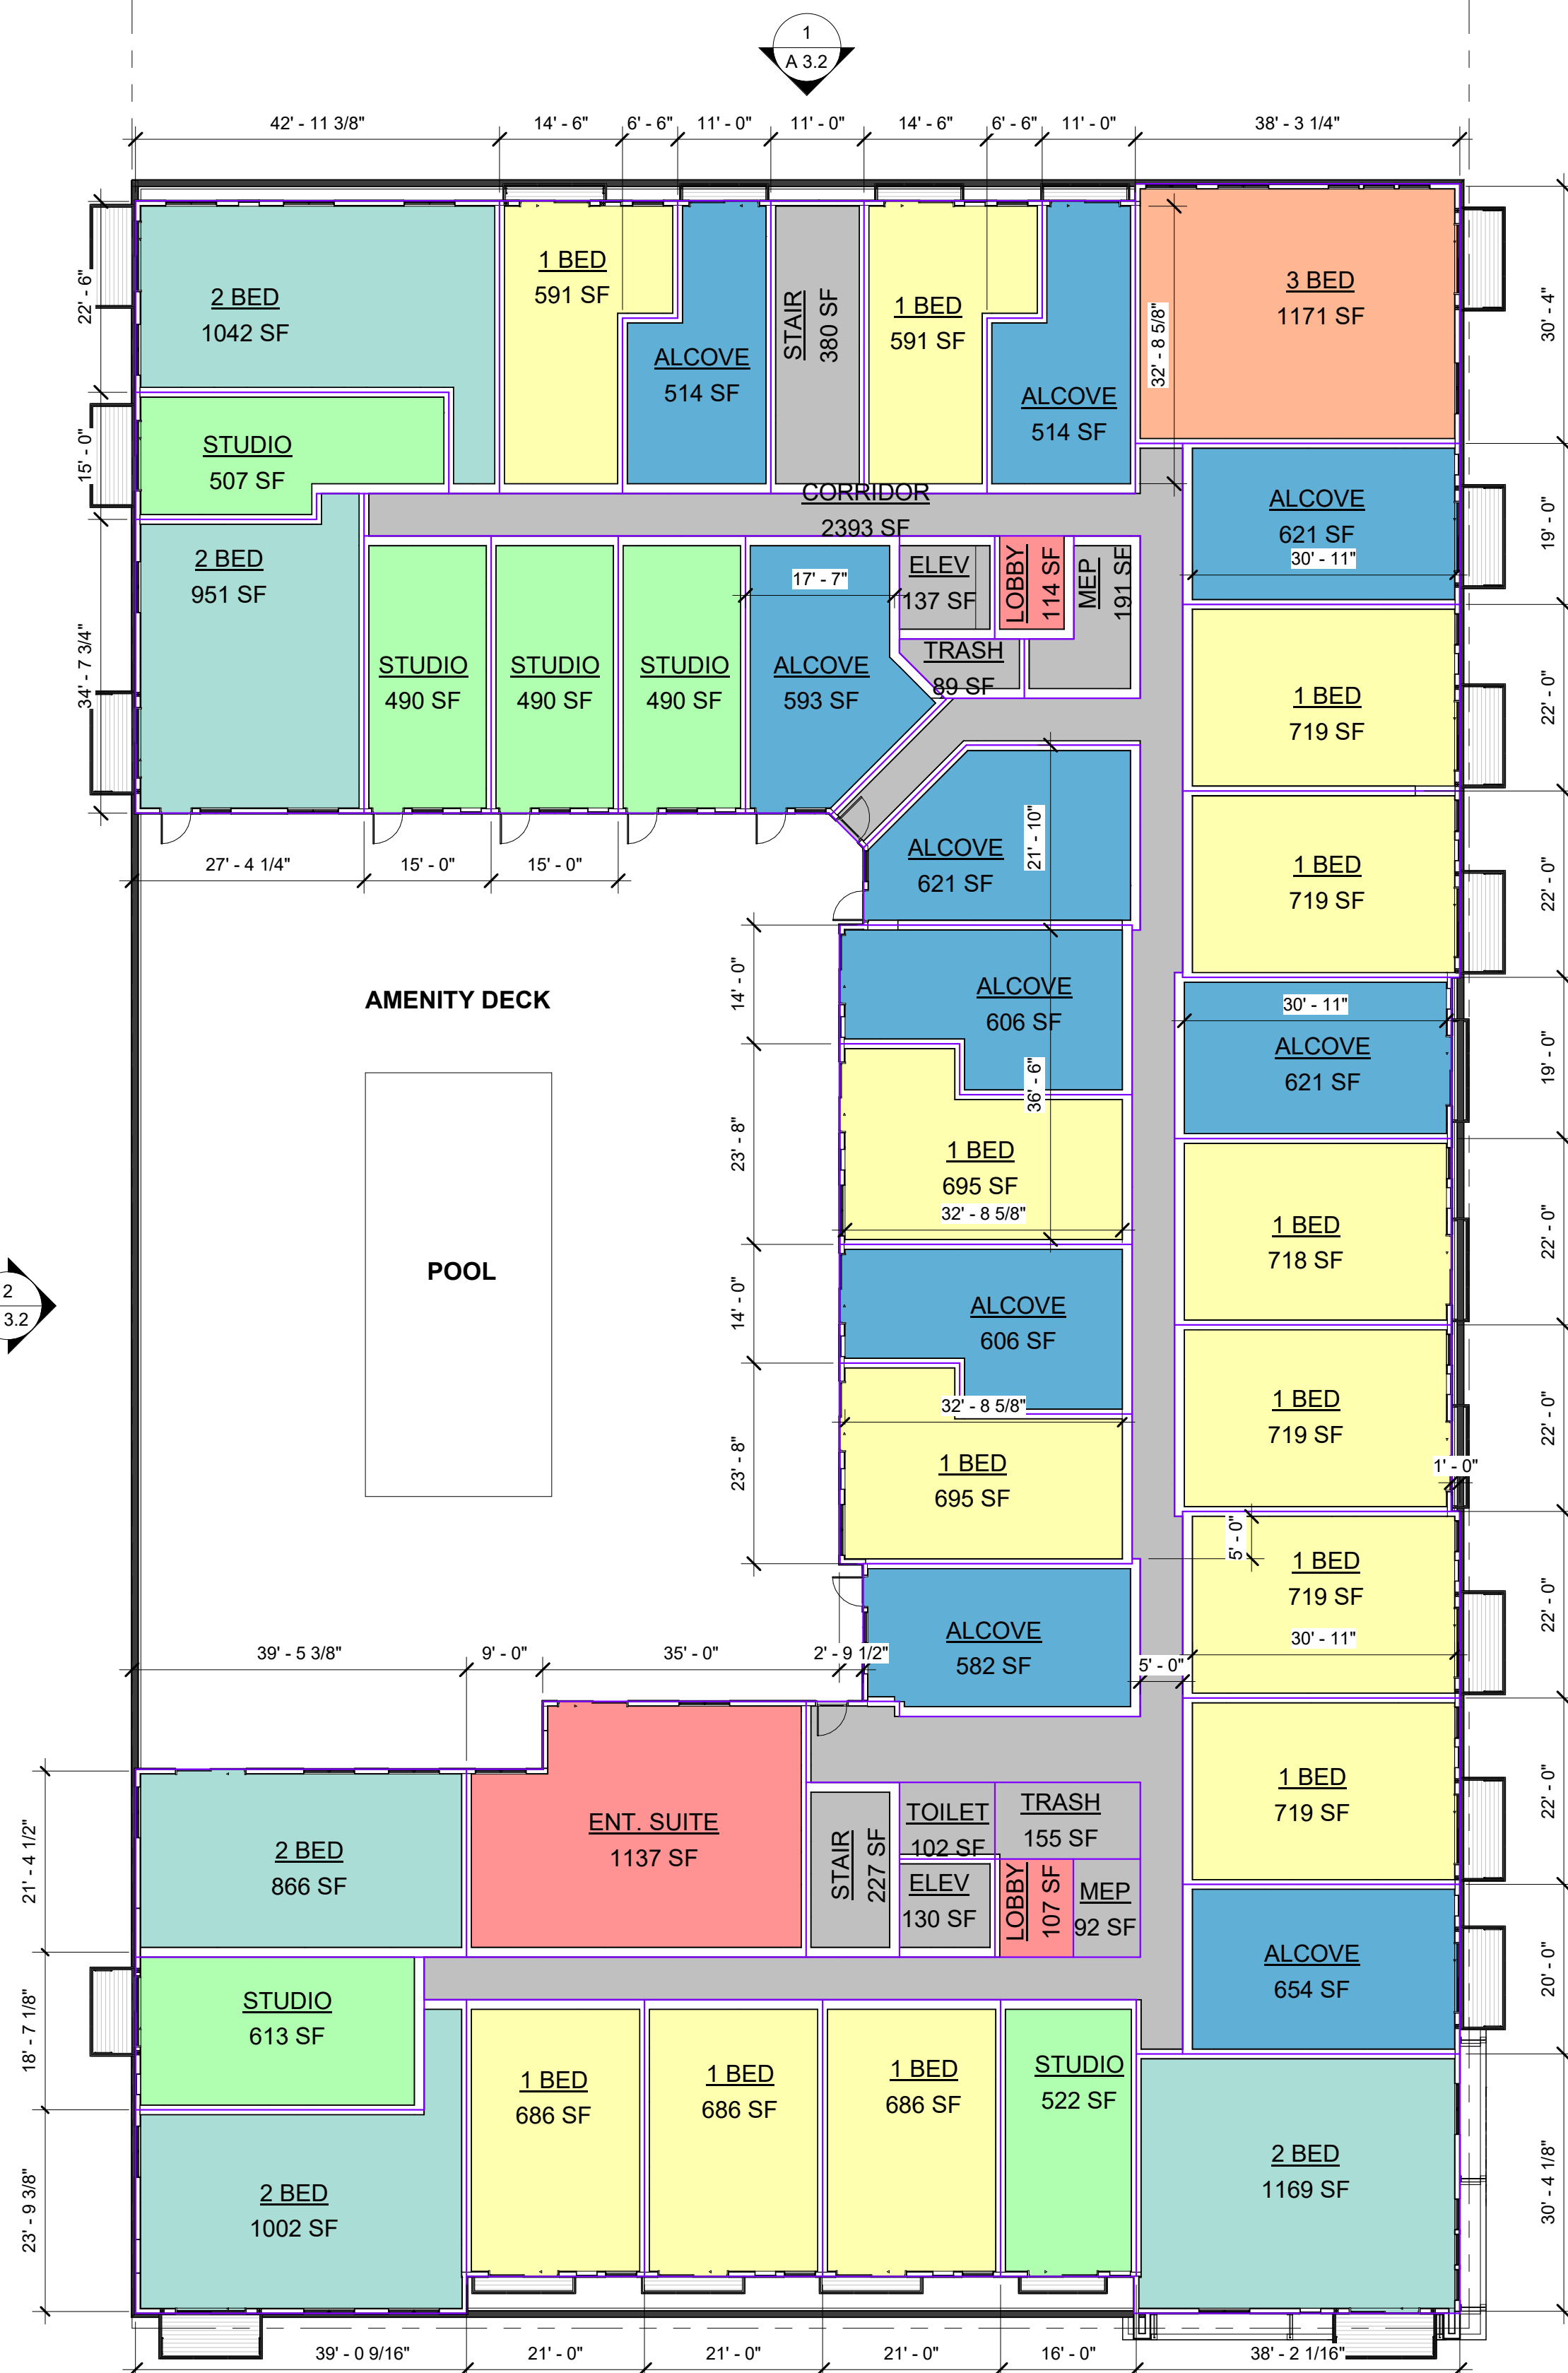 1
A 3.2
42' - 11 3/8"
14' - 6"
6' - 6"
11' - 0"
11' - 0"
14' - 6"
6' - 6"
11' - 0"
38' - 3 1/4"
22' - 6"
15' - 0"
34' - 7 3/4"
2 BED
1042 SF
1 BED
591 SF
ALCOVE
514 SF
STAIR
380 SF
1 BED
591 SF
ALCOVE
514 SF
32' - 8 5/8"
3 BED
1171 SF
30' - 4"
STUDIO
507 SF
CORRIDOR
2393 SF
ALCOVE
621 SF
30' - 11"
19' - 0"
2 BED
951 SF
STUDIO
490 SF
STUDIO
490 SF
STUDIO
490 SF
17' - 7"
ALCOVE
593 SF
ELEV
137 SF
LOBBY
114 SF
MEP
191 SF
TRASH
89 SF
1 BED
719 SF
22' - 0"
27' - 4 1/4"
15' - 0"
15' - 0"
ALCOVE
621 SF
21' - 10"
1 BED
719 SF
22' - 0"
AMENITY DECK
14' - 0"
ALCOVE
606 SF
36' - 6"
30' - 11"
ALCOVE
621 SF
19' - 0"
23' - 8"
1 BED
695 SF
32' - 8 5/8"
1 BED
718 SF
22' - 0"
POOL
2
3.2
14' - 0"
ALCOVE
606 SF
32' - 8 5/8"
1 BED
719 SF
22' - 0"
1' - 0"
23' - 8"
1 BED
695 SF
5' - 0"
1 BED
719 SF
30' - 11"
22' - 0"
39' - 5 3/8"
9' - 0"
35' - 0"
2' - 9 1/2"
ALCOVE
582 SF
5' - 0"
21' - 4 1/2"
2 BED
866 SF
ENT. SUITE
1137 SF
STAIR
227 SF
TOILET
102 SF
TRASH
155 SF
ELEV
130 SF
LOBBY
107 SF
MEP
92 SF
1 BED
719 SF
22' - 0"
ALCOVE
654 SF
20' - 0"
18' - 7 1/8"
STUDIO
613 SF
23' - 9 3/8"
2 BED
1002 SF
1 BED
686 SF
1 BED
686 SF
1 BED
686 SF
STUDIO
522 SF
2 BED
1169 SF
30' - 4 1/8"
39' - 0 9/16"
21' - 0"
21' - 0"
21' - 0"
16' - 0"
38' - 2 1/16"